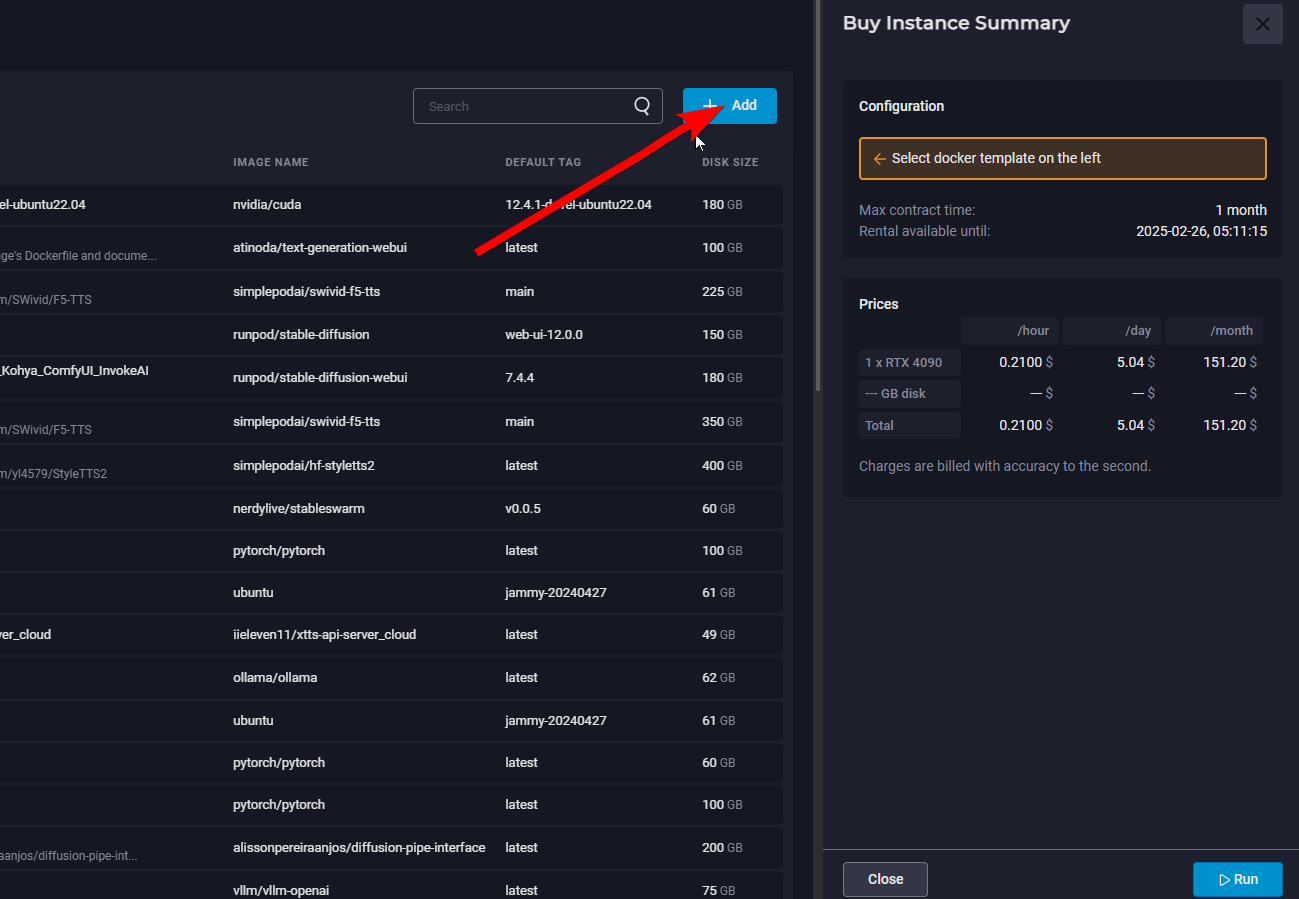 Buy Instance Summary
Search
Add
IMAGE NAME DEFAULT TAG DISK SIZE
el-ubuntu22.04 nvidia/cuda 12.4.1-devel-ubuntu22.04 180 GB
atinoda/text-generation-webui latest 100 GB
ge's Dockerfile and docume...
simplepodai/swivid-f5-tts main 225 GB
m/SWivid/F5-TTS
runpod/stable-diffusion web-ui-12.0.0 150 GB
_Kohya_ComfyUI_InvokeAI
runpod/stable-diffusion-webui 7.4.4 180 GB
simplepodai/swivid-f5-tts main 350 GB
m/SWivid/F5-TTS
simplepodai/hf-styletts2 latest 400 GB
m/yl4579/StyleTTS2
nerdylive/stableswarm v0.0.5 60 GB
pytorch/pytorch latest 100 GB
ubuntu jammy-20240427 61 GB
ver_cloud iieleven11/xtts-api-server_cloud latest 49 GB
ollama/ollama latest 62 GB
ubuntu jammy-20240427 61 GB
pytorch/pytorch latest 60 GB
pytorch/pytorch latest 100 GB
alissonpereiraanjos/diffusion-pipe-interface latest 200 GB
aanjos/diffusion-pipe-int...
vllm/vllm-openai latest 75 GB
Configuration
Select docker template on the left
Max contract time: 1 month
Rental available until: 2025-02-26, 05:11:15
Prices
/hour /day /month
1 x RTX 4090 0.2100 $ 5.04 $ 151.20 $
--- GB disk --- $ --- $ --- $
Total 0.2100 $ 5.04 $ 151.20 $
Charges are billed with accuracy to the second.
Close
Run